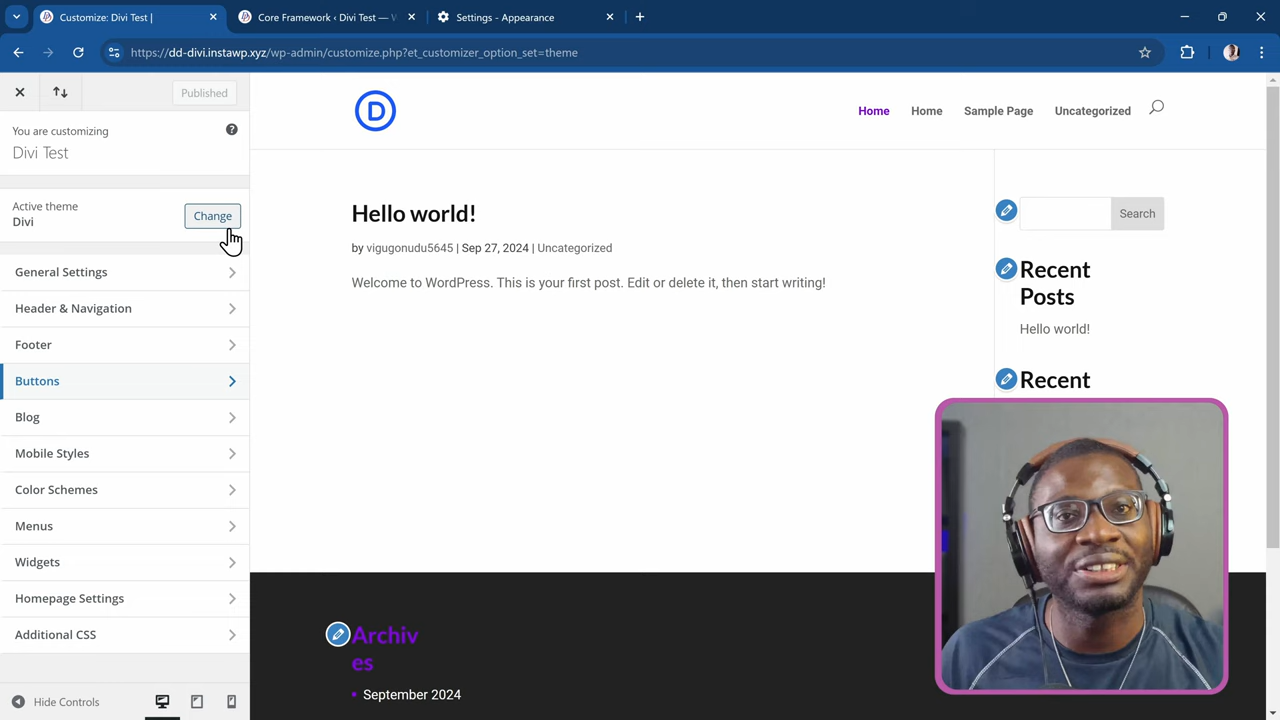 Customize: Divi Test |
Core Framework ‹ Divi Test — W
Settings - Appearance
https://dd-divi.instawp.xyz/wp-admin/customize.php?et_customizer_option_set=theme
Published
You are customizing
Divi Test
Active theme
Divi
Change
General Settings
Header & Navigation
Footer
Buttons
Blog
Mobile Styles
Color Schemes
Menus
Widgets
Homepage Settings
Additional CSS
Hide Controls
D
Home
Home
Sample Page
Uncategorized
Hello world!
by vigugonudu5645 | Sep 27, 2024 | Uncategorized
Welcome to WordPress. This is your first post. Edit or delete it, then start writing!
Search
Recent
Posts
Hello world!
Recent
Archiv
es
September 2024